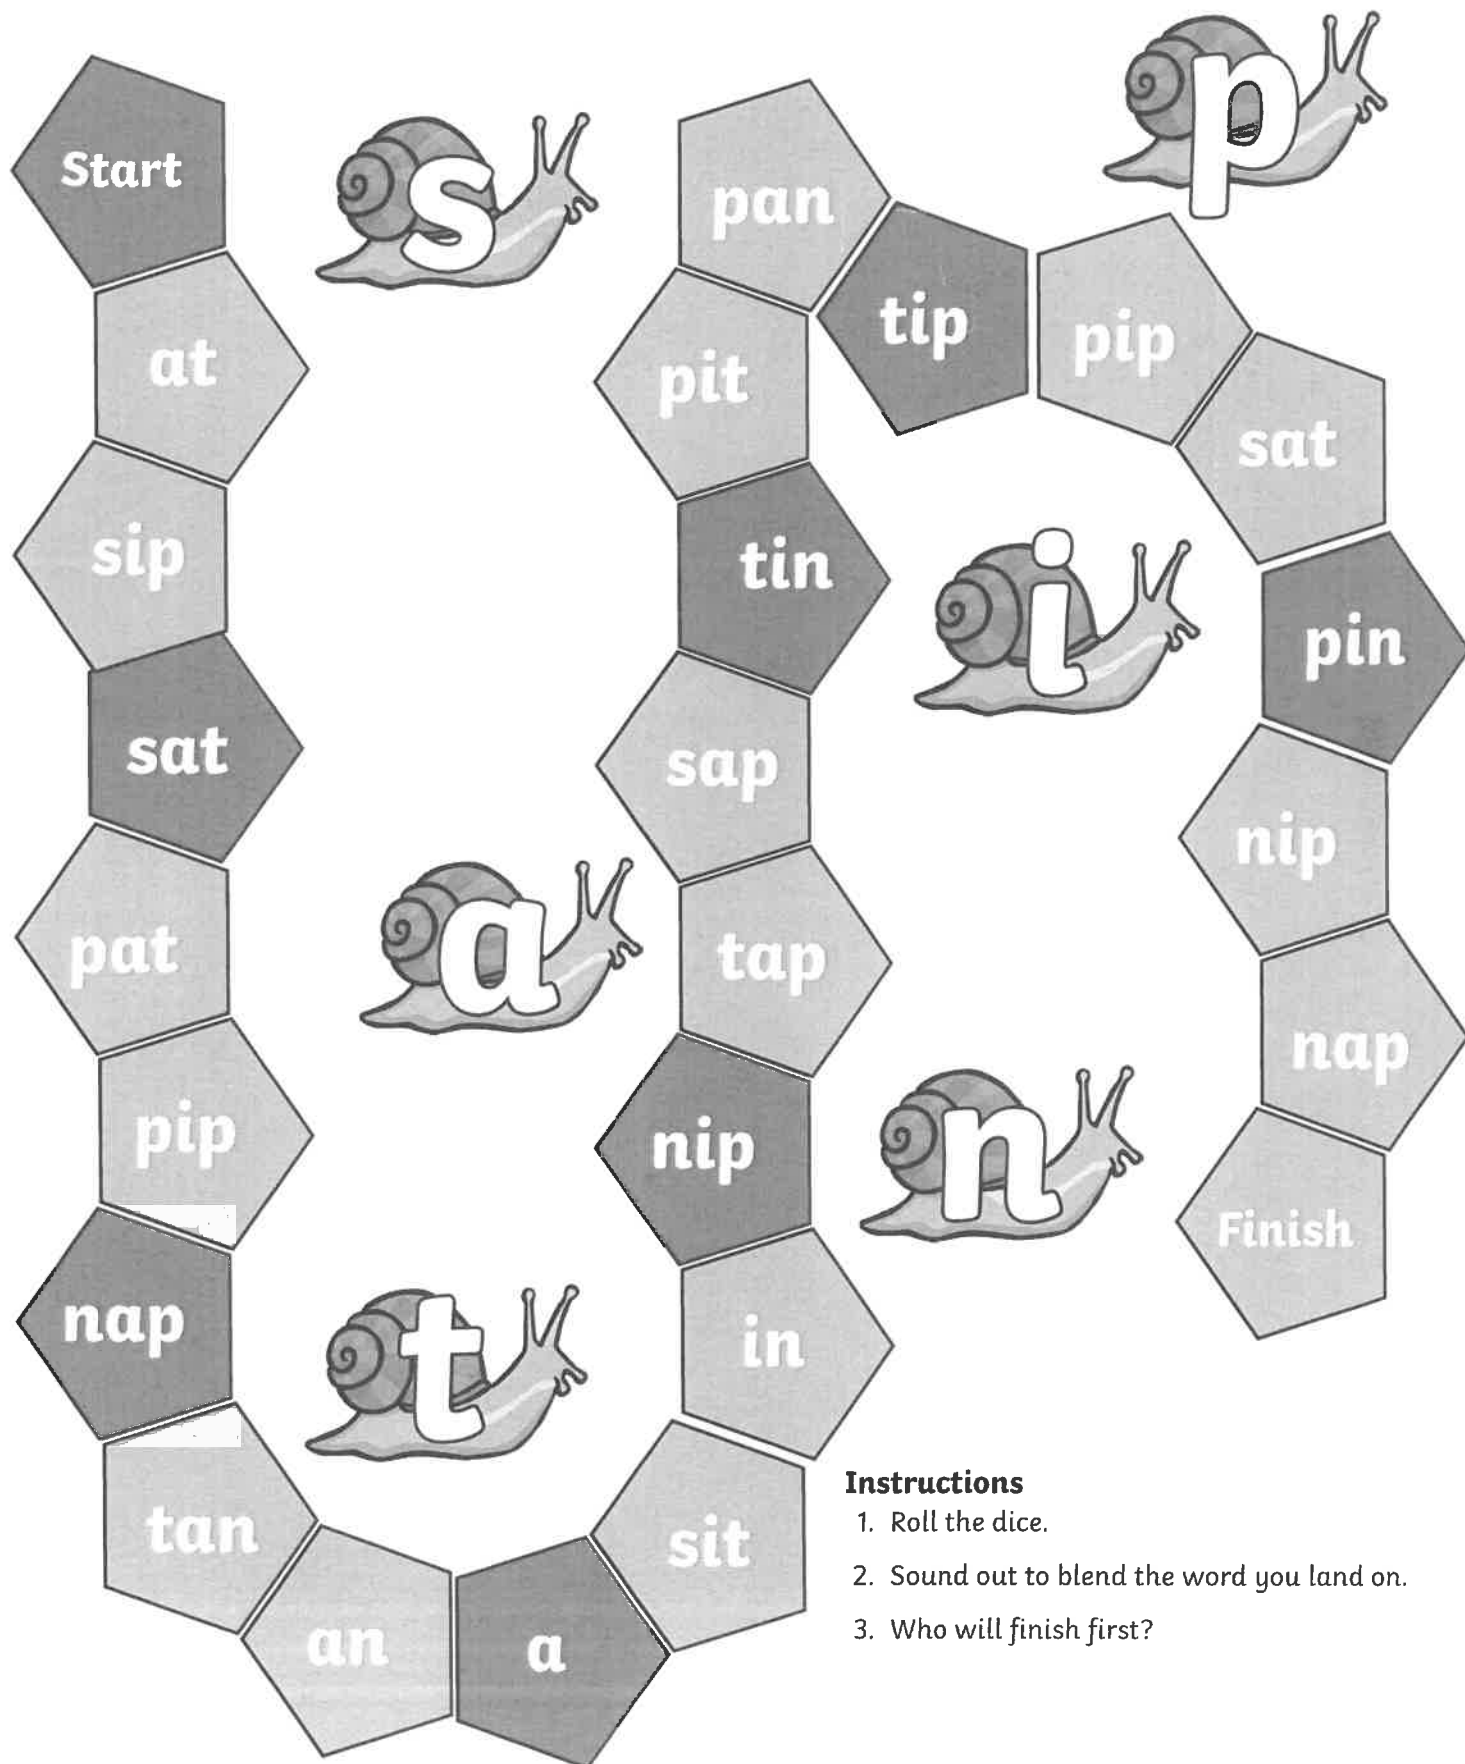 Start
at
sip
sat
pat
pip
nap
tan
an
a
sit
in
nip
tap
sap
tin
pit
pan
tip
pip
sat
pin
nip
nap
Finish
s
a
t
p
i
n
Instructions
1. Roll the dice.
2. Sound out to blend the word you land on.
3. Who will finish first?